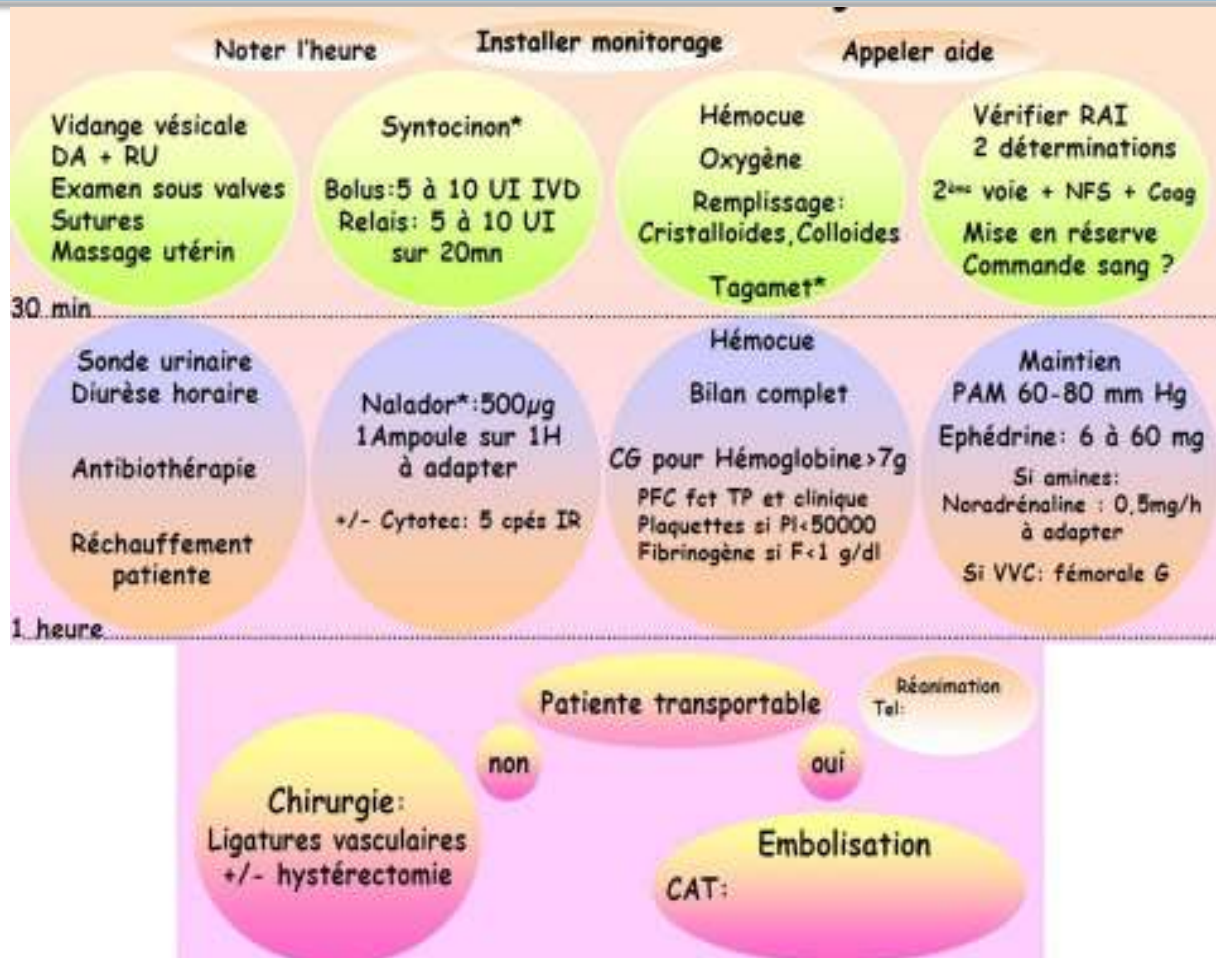 Noter l'heure
Installer monitorage
Appeler aide
Vidange vésicale
DA + RU
Examen sous valves
Sutures
Massage utérin
Syntocinon*
Bolus:5 à 10 UI IVD
Relais: 5 à 10 UI
sur 20mn
Hémocue
Oxygène
Remplissage:
Cristalloides,Colloides
Tagamet*
Vérifier RAI
2 déterminations
2ème voie + NFS + Coag
Mise en réserve
Commande sang ?
30 min
Sonde urinaire
Diurèse horaire
Antibiothérapie
Réchauffement
patiente
Nalador*:500µg
1Ampoule sur 1H
à adapter
+/- Cytotec: 5 cpés IR
Hémocue
Bilan complet
CG pour Hémoglobine>7g
PFC fct TP et clinique
Plaquettes si Pl<50000
Fibrinogène si F<1 g/dl
Maintien
PAM 60-80 mm Hg
Ephédrine: 6 à 60 mg
Si amines:
Noradrénaline : 0,5mg/h
à adapter
Si VVC: fémorale G
1 heure
Patiente transportable
Réanimation
Tel:
non
oui
Chirurgie:
Ligatures vasculaires
+/- hystérectomie
Embolisation
CAT: